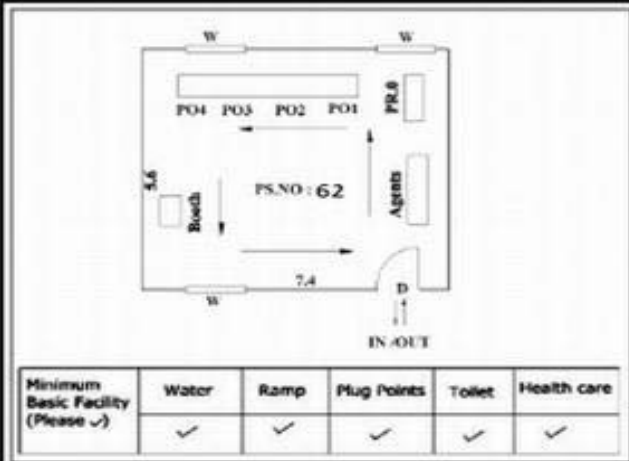 W W
PO4 PO3 PO2 PO1
PR.0
5.6
Booth
PS.NO : 62
Agents
7.4
W
D
IN /OUT
Minimum Basic Facility (Please ✓) Water Ramp Plug Points Toilet Health care
✓ ✓ ✓ ✓ ✓